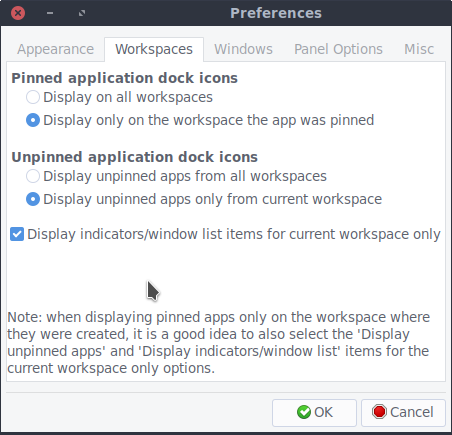 Preferences
Appearance Workspaces Windows Panel Options Misc
Pinned application dock icons
Display on all workspaces
Display only on the workspace the app was pinned
Unpinned application dock icons
Display unpinned apps from all workspaces
Display unpinned apps only from current workspace
Display indicators/window list items for current workspace only
Note: when displaying pinned apps only on the workspace where
they were created, it is a good idea to also select the 'Display
unpinned apps' and 'Display indicators/window list' items for the
current workspace only options.
OK Cancel